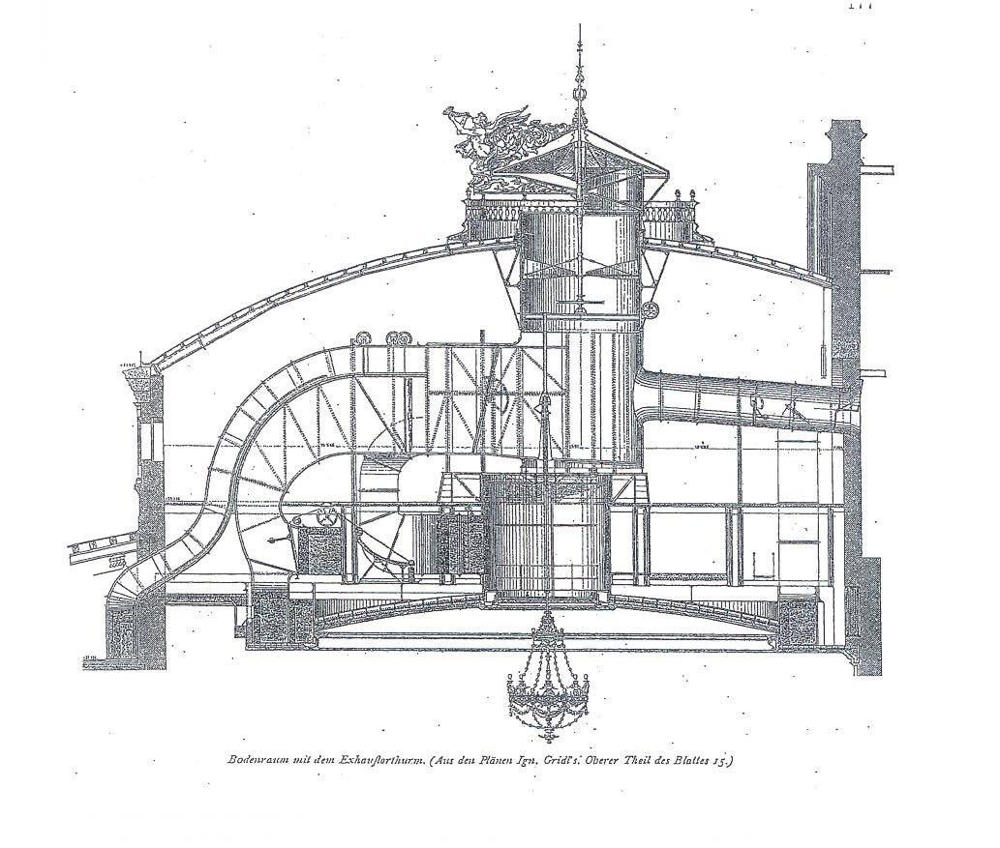 Bodenraum mit dem Exhaustorthurm. (Aus den Plänen Ign. Gridl's. Oberer Theil des Blattes 15.)